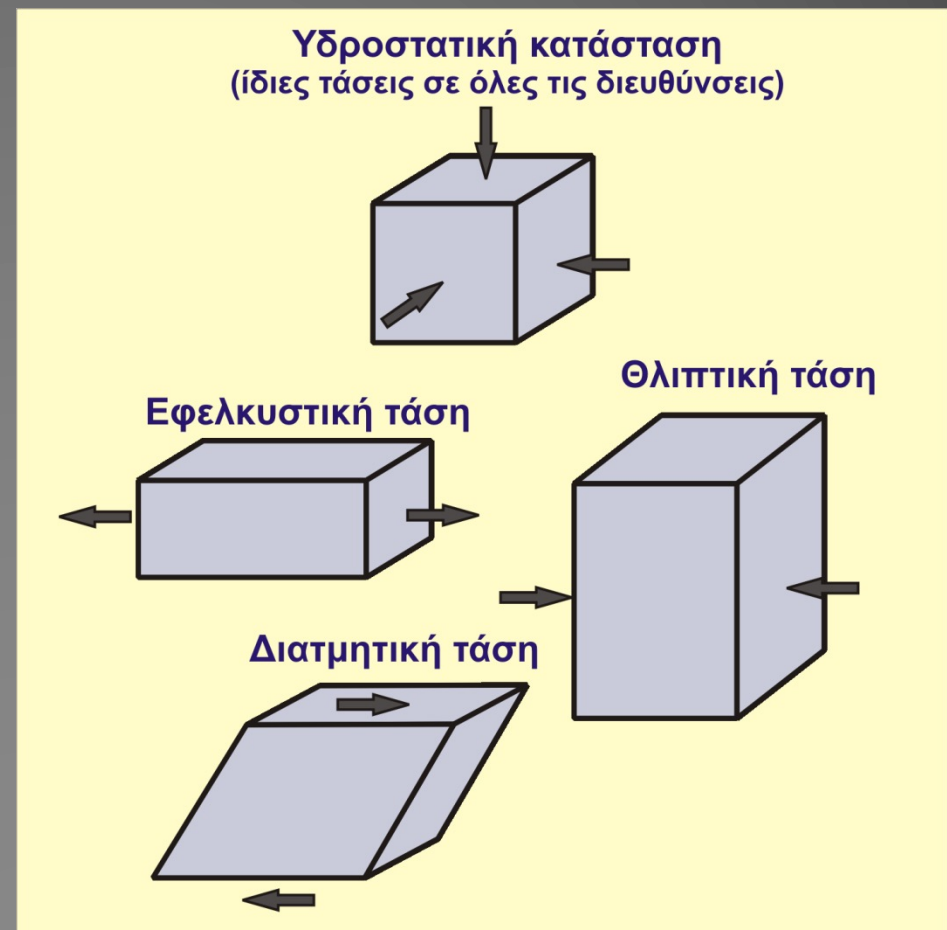 Υδροστατική κατάσταση
(ίδιες τάσεις σε όλες τις διευθύνσεις)
Θλιπτική τάση
Εφελκυστική τάση
Διατμητική τάση